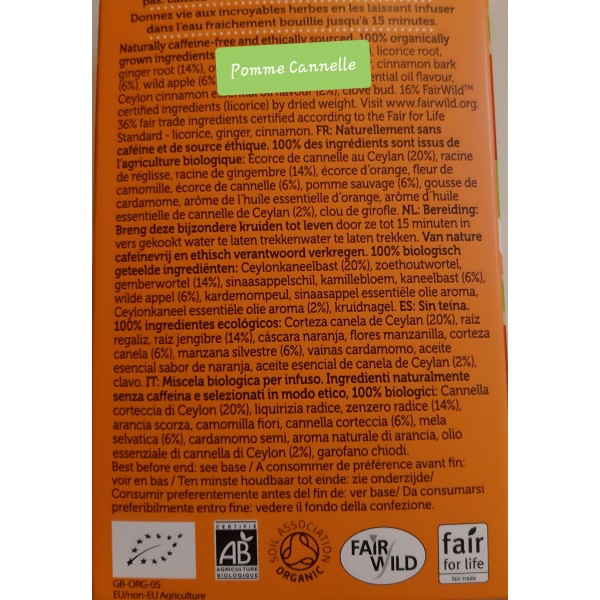 Donnez vie aux incroyables herbes en les laissant infuser
dans l'eau fraichement bouillie jusqu'à 15 minutes.
Naturally caffeine-free and ethically sourced. 100% organically
grown ingredients licorice root,
ginger root (14%), cinnamon bark
Pomme Cannelle
(6%), wild apple (6% ential oil flavour,
Ceylon cinnamon essential oil flavour (2%), clove bud. 16% FairWild™
certified ingredients (licorice) by dried weight. Visit www.fairwild.org.
36% fair trade ingredients certified according to the Fair for Life
Standard - licorice, ginger, cinnamon. FR: Naturellement sans
caféine et de source éthique. 100% des ingrédients sont issus de
l'agriculture biologique: Écorce de cannelle au Ceylan (20%), racine
de réglisse, racine de gingembre (14%), écorce d'orange, fleur de
camomille, écorce de cannelle (6%), pomme sauvage (6%), gousse de
cardamome, arôme de l'huile essentielle d'orange, arôme d'huile
essentielle de cannelle de Ceylan (2%), clou de girofle. NL: Bereiding:
Breng deze bijzondere kruiden tot leven door ze tot 15 minuten in
vers gekookt water te laten trekkenwater te laten trekken. Van nature
cafeïnevrij en ethisch verantwoord verkregen. 100% biologisch
geteelde ingrediënten: Ceylonkaneelbast (20%), zoethoutwortel,
gemberwortel (14%), sinaasappelschil, kamillebloem, kaneelbast (6%),
wilde appel (6%), kardemompeul, sinaasappel essentiële olie aroma,
Ceylonkaneel essentiële olie aroma (2%), kruidnagel. ES: Sin teína.
100% ingredientes ecológicos: Corteza canela de Ceylan (20%), raíz
regaliz, raíz jengibre (14%), cáscara naranja, flores manzanilla, corteza
canela (6%), manzana silvestre (6%), vainas cardamomo, aceite
esencial sabor de naranja, aceite esencial de canela de Ceylan (2%),
clavo. IT: Miscela biologica per infuso. Ingredienti naturalmente
senza caffeina e selezionati in modo etico, 100% biologici: Cannella
corteccia di Ceylon (20%), liquirizia radice, zenzero radice (14%),
arancia scorza, camomilla fiori, cannella corteccia (6%), mela
selvatica (6%), cardamomo semi, aroma naturale di arancia, olio
essenziale di cannella di Ceylon (2%), garofano chiodi.
Best before end: see base / A consommer de préférence avant fin:
voir en bas / Ten minste houdbaar tot einde: zie onderzijde/
Consumir preferentemente antes del fin de: ver base/ Da consumarsi
preferibilmente entro fine: vedere il fondo della confezione.
GB-ORG-05
EU/non-EU Agriculture
CERTIFIÉ
AB
AGRICULTURE
BIOLOGIQUE
SOIL ASSOCIATION
ORGANIC
FAIR
WILD
fair
for life
fair trade